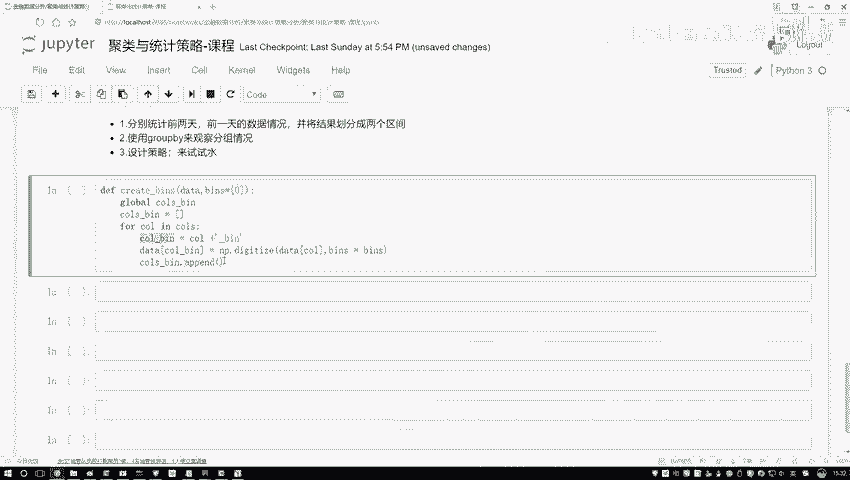 jupyter 聚类与统计策略-课程 Last Checkpoint: Last Sunday at 5:54 PM (unsaved changes)
Logout
File Edit View Insert Cell Kernel Widgets Help
Trusted
Python 3
Code
1.分别统计前两天，前一天的数据情况，并将结果划分成两个区间
2.使用groupby来观察分组情况
3.设计策略；来试试水
In [ ]:
def create_bins(data,bins=[0]):
global cols_bin
cols_bin = []
for col in cols:
col_bin = col +'_bin'
data[col_bin] = np.digitize(data[col],bins = bins)
cols_bin.append()
In [ ]:
In [ ]:
In [ ]:
In [ ]:
In [ ]:
In [ ]:
15:32